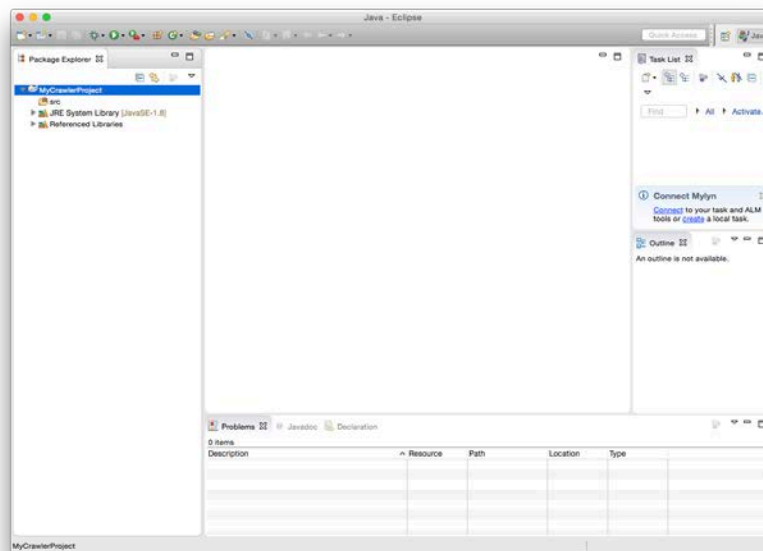 Java - Eclipse
Quick Access
Java
Package Explorer
MyCrawlerProject
src
JRE System Library [JavaSE-1.8]
Referenced Libraries
Task List
Find
All
Activate.
Connect Mylyn
Connect to your task and ALM
tools or create a local task.
Outline
An outline is not available.
Problems Javadoc Declaration
0 items
Description Resource Path Location Type
MyCrawlerProject